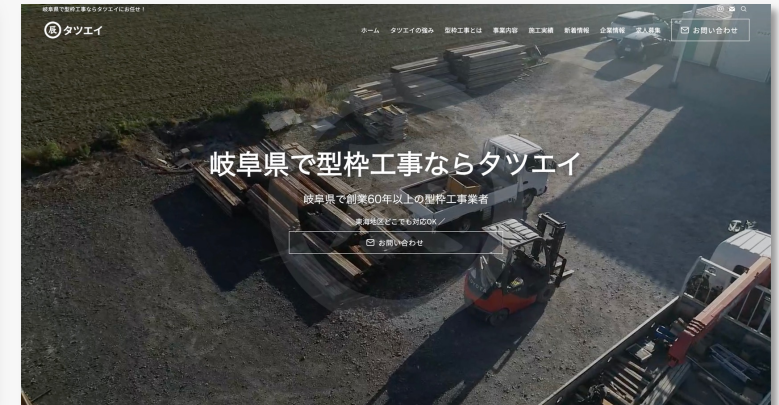 岐阜県で型枠工事ならタツエイにお任せ！
辰 タツエイ
ホーム タツエイの強み 型枠工事とは 事業内容 施工実績 新着情報 企業情報 求人募集 お問い合わせ
岐阜県で型枠工事ならタツエイ
岐阜県で創業60年以上の型枠工事業者
東海地区どこでも対応OK
お問い合わせ